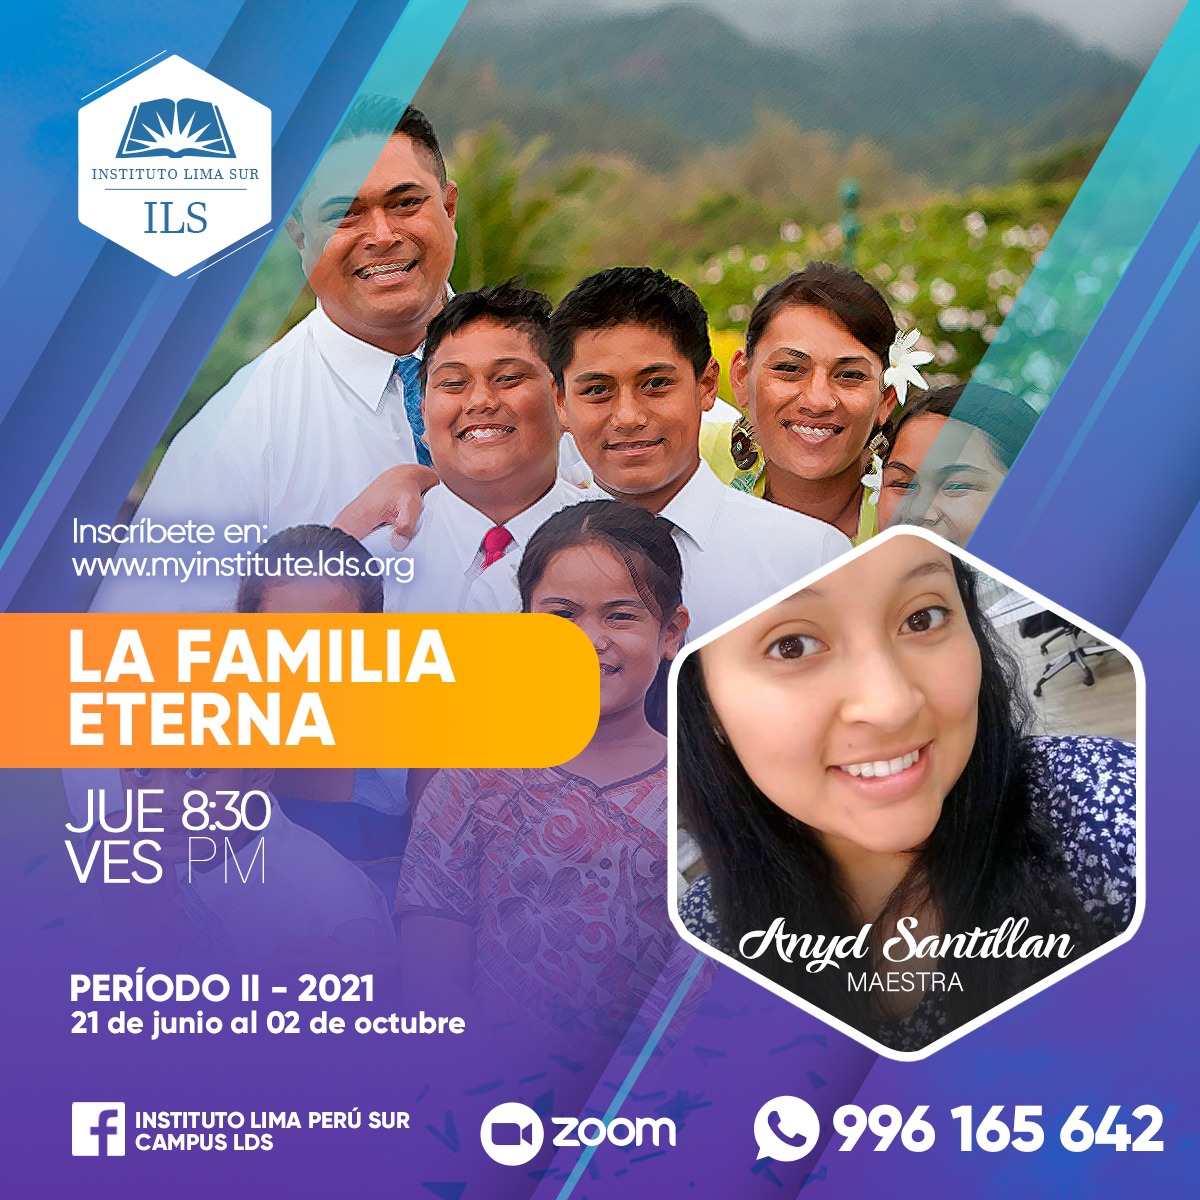 INSTITUTO LIMA SUR
ILS
Inscríbete en:
www.myinstitute.lds.org
LA FAMILIA
ETERNA
JUE 8:30
VES PM
Anyd Santillan
MAESTRA
PERÍODO II - 2021
21 de junio al 02 de octubre
INSTITUTO LIMA PERÚ SUR
CAMPUS LDS
zoom
996 165 642